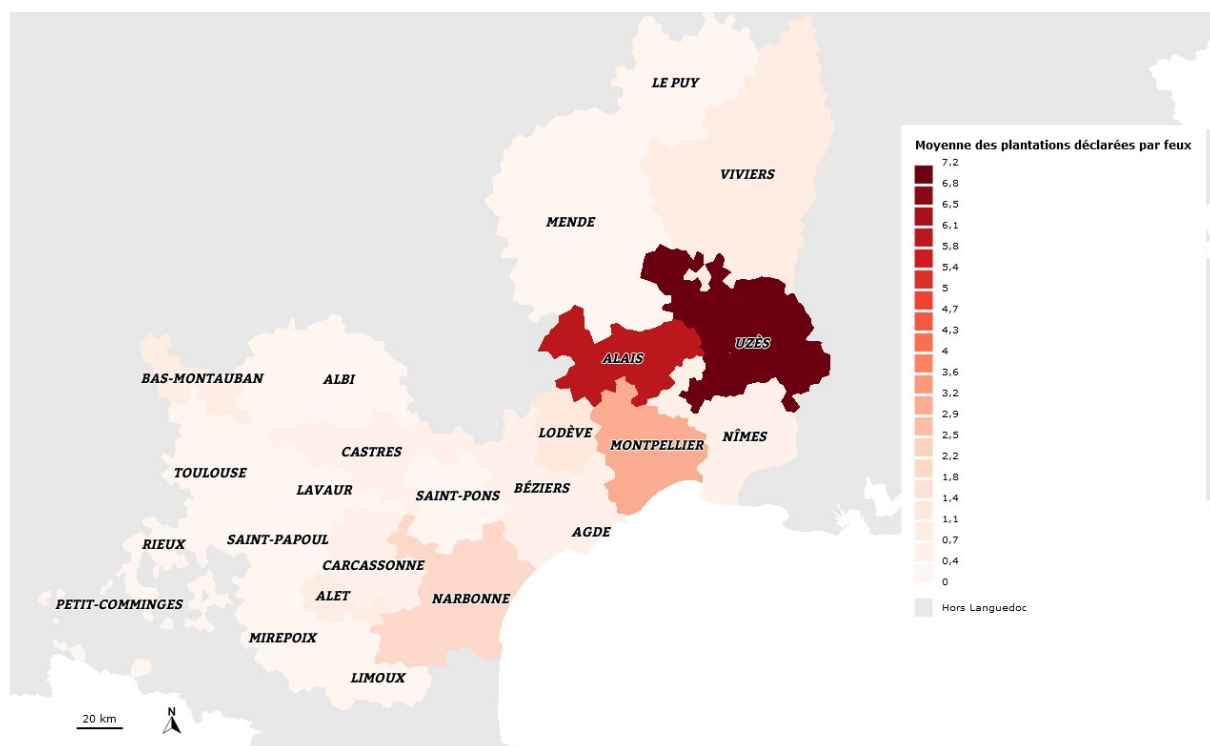 LE PUY
VIVIERS
MENDE
UZÈS
ALAIS
BAS-MONTAUBAN
ALBI
LODÈVE
NÎMES
MONTPELLIER
CASTRES
TOULOUSE
LAVAUR
SAINT-PONS
BÉZIERS
AGDE
SAINT-PAPOUL
RIEUX
CARCASSONNE
ALET
NARBONNE
PETIT-COMMINGES
MIREPOIX
LIMOUX
20 km
N
Moyenne des plantations déclarées par feux
7,2
6,8
6,5
6,1
5,8
5,4
5
4,7
4,3
4
3,6
3,2
2,9
2,5
2,2
1,8
1,4
1,1
0,7
0,4
0
Hors Languedoc